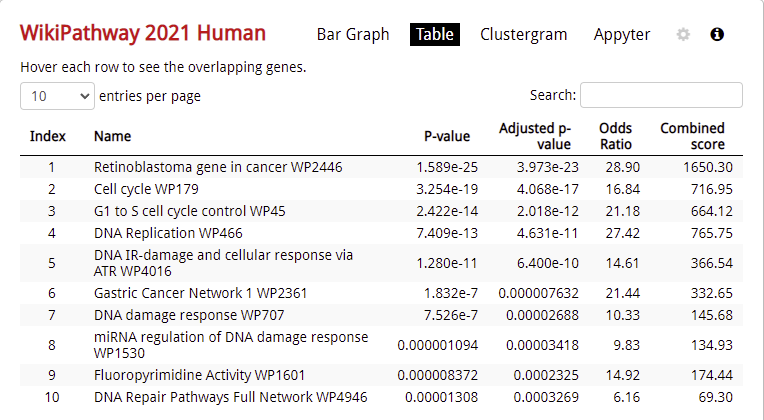 WikiPathway 2021 Human
Bar Graph Table Clustergram Appyter
Hover each row to see the overlapping genes.
10 entries per page Search:
Index Name P-value Adjusted p-value Odds Ratio Combined score
1 Retinoblastoma gene in cancer WP2446 1.589e-25 3.973e-23 28.90 1650.30
2 Cell cycle WP179 3.254e-19 4.068e-17 16.84 716.95
3 G1 to S cell cycle control WP45 2.422e-14 2.018e-12 21.18 664.12
4 DNA Replication WP466 7.409e-13 4.631e-11 27.42 765.75
5 DNA IR-damage and cellular response via ATR WP4016 1.280e-11 6.400e-10 14.61 366.54
6 Gastric Cancer Network 1 WP2361 1.832e-7 0.000007632 21.44 332.65
7 DNA damage response WP707 7.526e-7 0.00002688 10.33 145.68
8 miRNA regulation of DNA damage response WP1530 0.000001094 0.00003418 9.83 134.93
9 Fluoropyrimidine Activity WP1601 0.000008372 0.0002325 14.92 174.44
10 DNA Repair Pathways Full Network WP4946 0.00001308 0.0003269 6.16 69.30